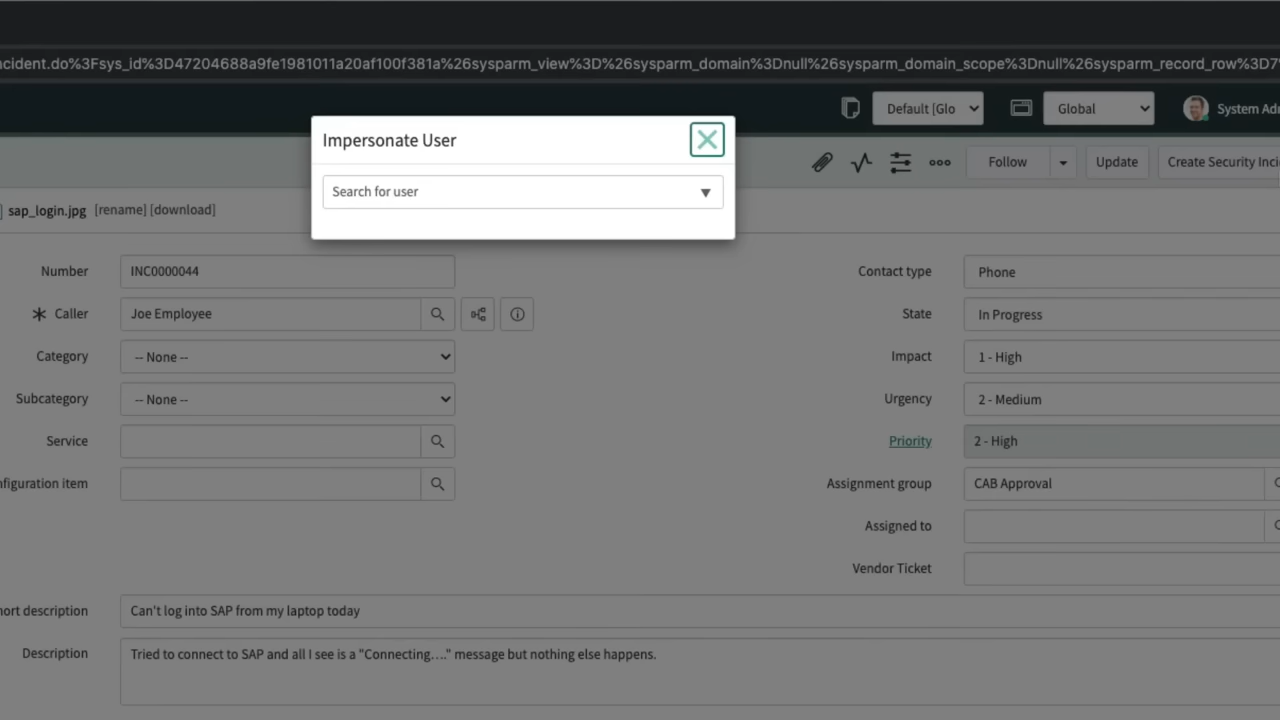 ncident.do%3Fsys_id%3D47204688a9fe1981011a20af100f381a%26sysparm_view%3D%26sysparm_domain%3Dnull%26sysparm_domain_scope%3Dnull%26sysparm_record_row%3D7
Default [Glo
Global
System Adm
Impersonate User
Search for user
Follow
Update
Create Security Inci
sap_login.jpg [rename] [download]
Number INC0000044
Contact type Phone
Caller Joe Employee
State In Progress
Category -- None --
Impact 1 - High
Subcategory -- None --
Urgency 2 - Medium
Service
Priority 2 - High
nfiguration item
Assignment group CAB Approval
Assigned to
Vendor Ticket
hort description Can't log into SAP from my laptop today
Description Tried to connect to SAP and all I see is a "Connecting...." message but nothing else happens.